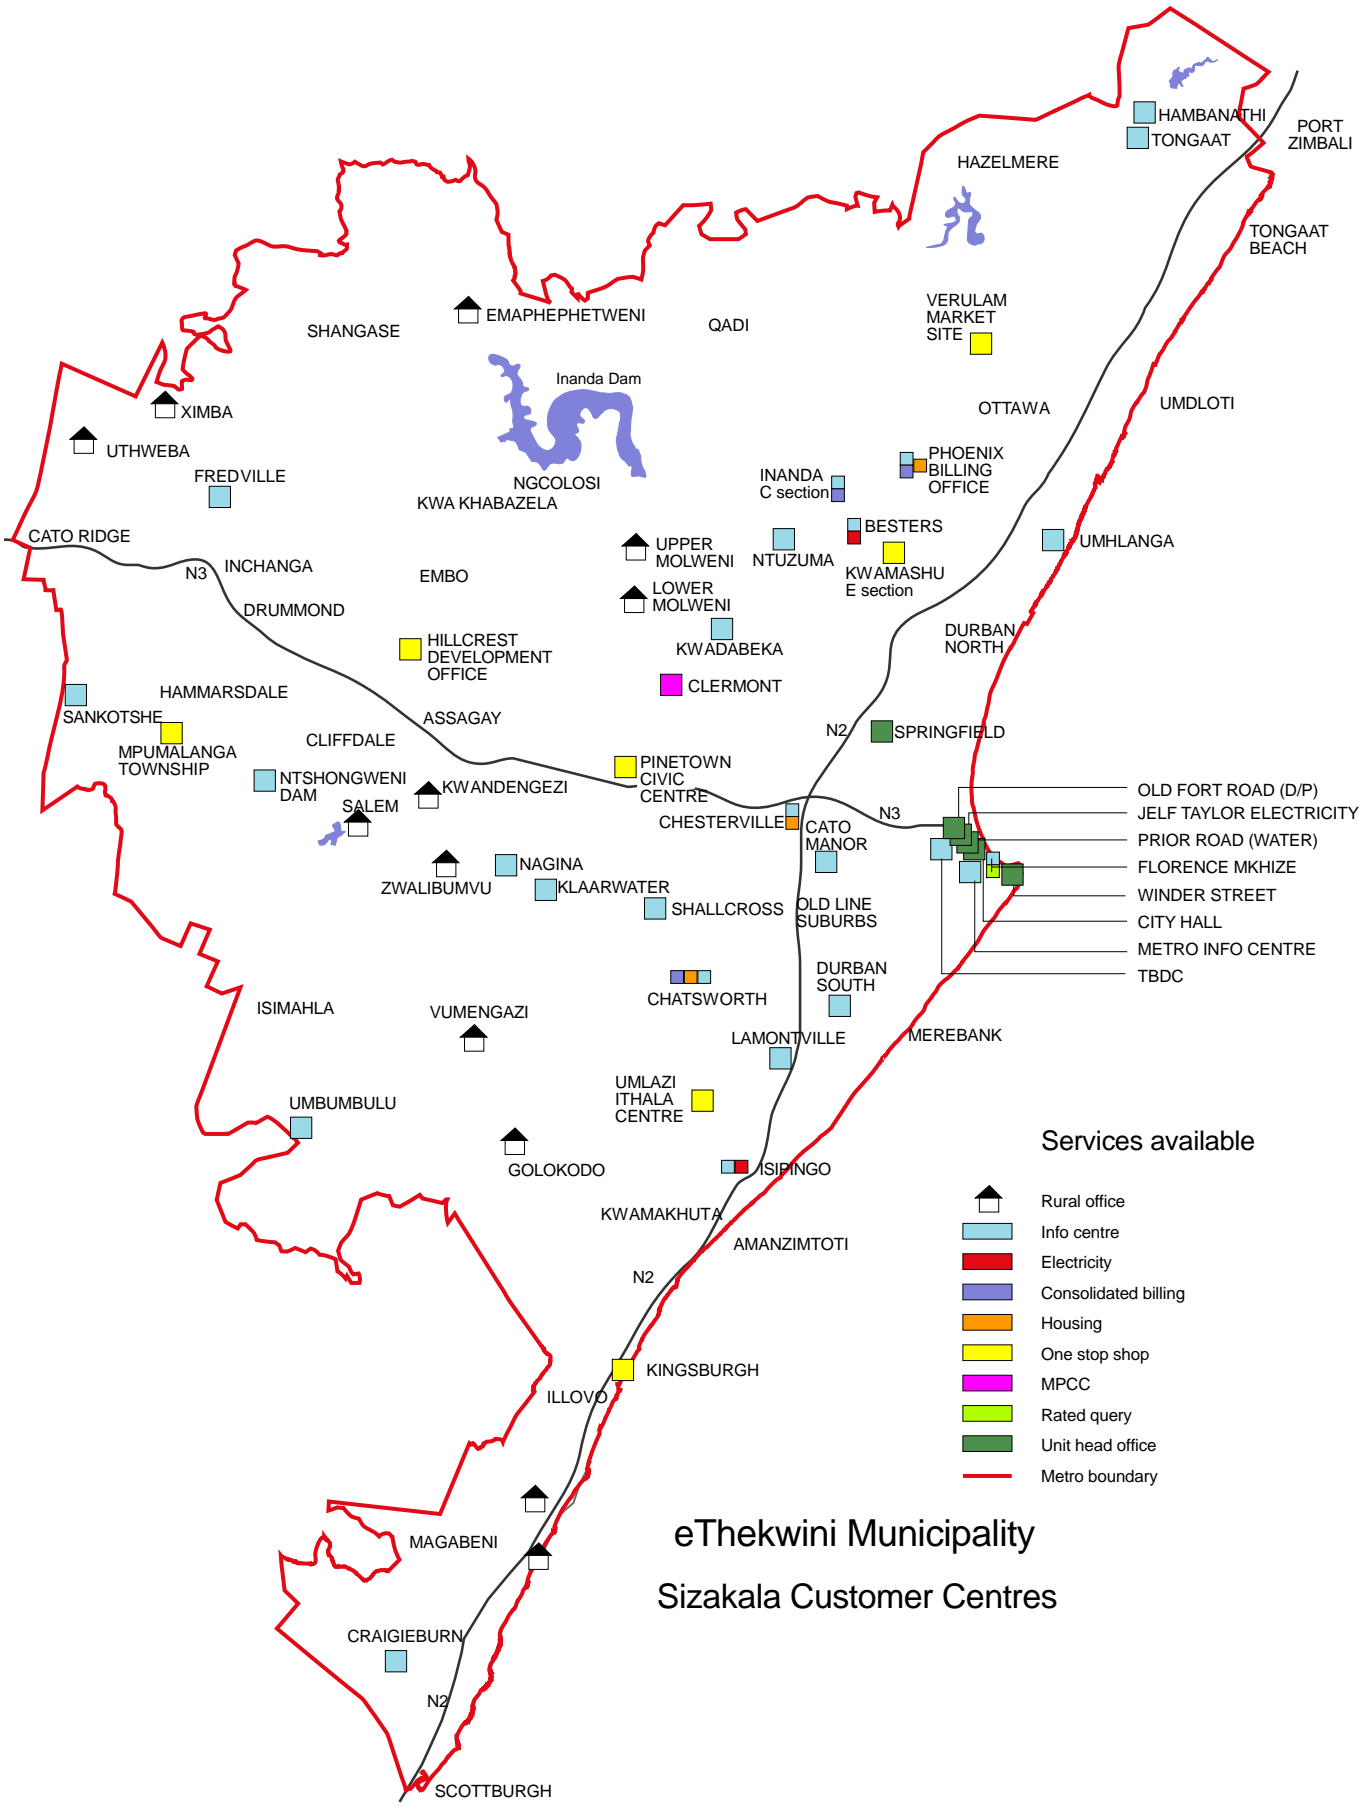 HAMBANATHI
TONGAAT
PORT
ZIMBALI
HAZELMERE
TONGAAT
BEACH
VERULAM
MARKET
SITE
EMAPHEPHETWENI
SHANGASE
QADI
Inanda Dam
UMDLOTI
OTTAWA
XIMBA
UTHWEBA
FREDVILLE
NGCOLOSI
KWA KHABAZELA
INANDA
C section
PHOENIX
BILLING
OFFICE
BESTERS
CATO RIDGE
N3
INCHANGA
EMBO
DRUMMOND
UPPER
MOLWENI
NTUZUMA
KWAMASHU
E section
UMHLANGA
LOWER
MOLWENI
KWADABEKA
DURBAN
NORTH
HILLCREST
DEVELOPMENT
OFFICE
CLERMONT
HAMMARSDALE
SANKOTSHE
ASSAGAY
MPUMALANGA
TOWNSHIP
CLIFFDALE
N2
SPRINGFIELD
NTSHONGWENI
DAM
KWANDENGEZI
PINETOWN
CIVIC
CENTRE
SALEM
CHESTERVILLE
CATO
MANOR
N3
OLD FORT ROAD (D/P)
JELF TAYLOR ELECTRICITY
PRIOR ROAD (WATER)
FLORENCE MKHIZE
WINDER STREET
CITY HALL
METRO INFO CENTRE
TBDC
ZWALIBUMVU
NAGINA
KLAARWATER
SHALLCROSS
OLD LINE
SUBURBS
CHATSWORTH
DURBAN
SOUTH
ISIMAHLA
VUMENGAZI
LAMONTVILLE
MEREBANK
UMLAZI
ITHALA
CENTRE
UMBUMBULU
GOLOKODO
ISIPINGO
KWAMAKHUTA
AMANZIMTOTI
N2
KINGSBURGH
ILLOVO
MAGABENI
CRAIGIEBURN
N2
SCOTTBURGH
Services available
Rural office
Info centre
Electricity
Consolidated billing
Housing
One stop shop
MPCC
Rated query
Unit head office
Metro boundary
eThekwini Municipality
Sizakala Customer Centres